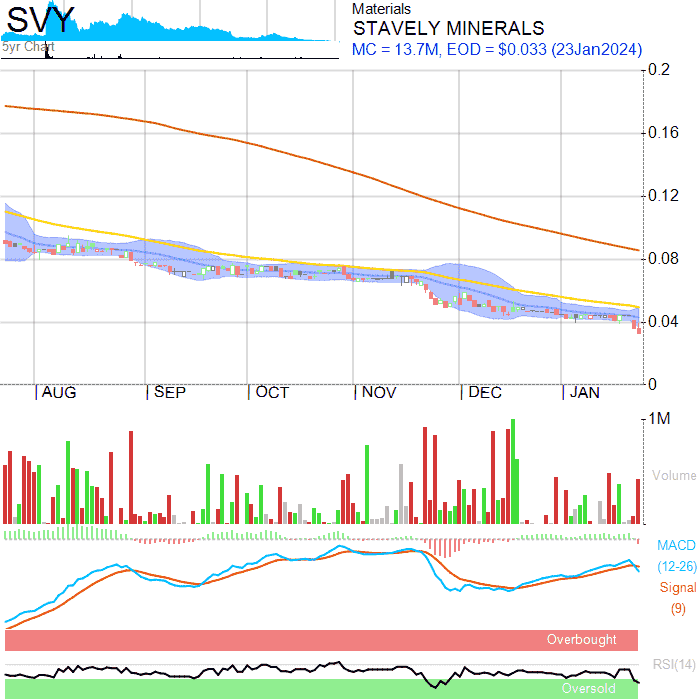 SVY
5yr Chart
Materials
STAVELY MINERALS
MC = 13.7M, EOD = $0.033 (23Jan2024)
0.2
0.16
0.12
0.08
0.04
0
AUG SEP OCT NOV DEC JAN
1M
Volume
MACD
(12-26)
Signal
(9)
Overbought
RSI(14)
Oversold